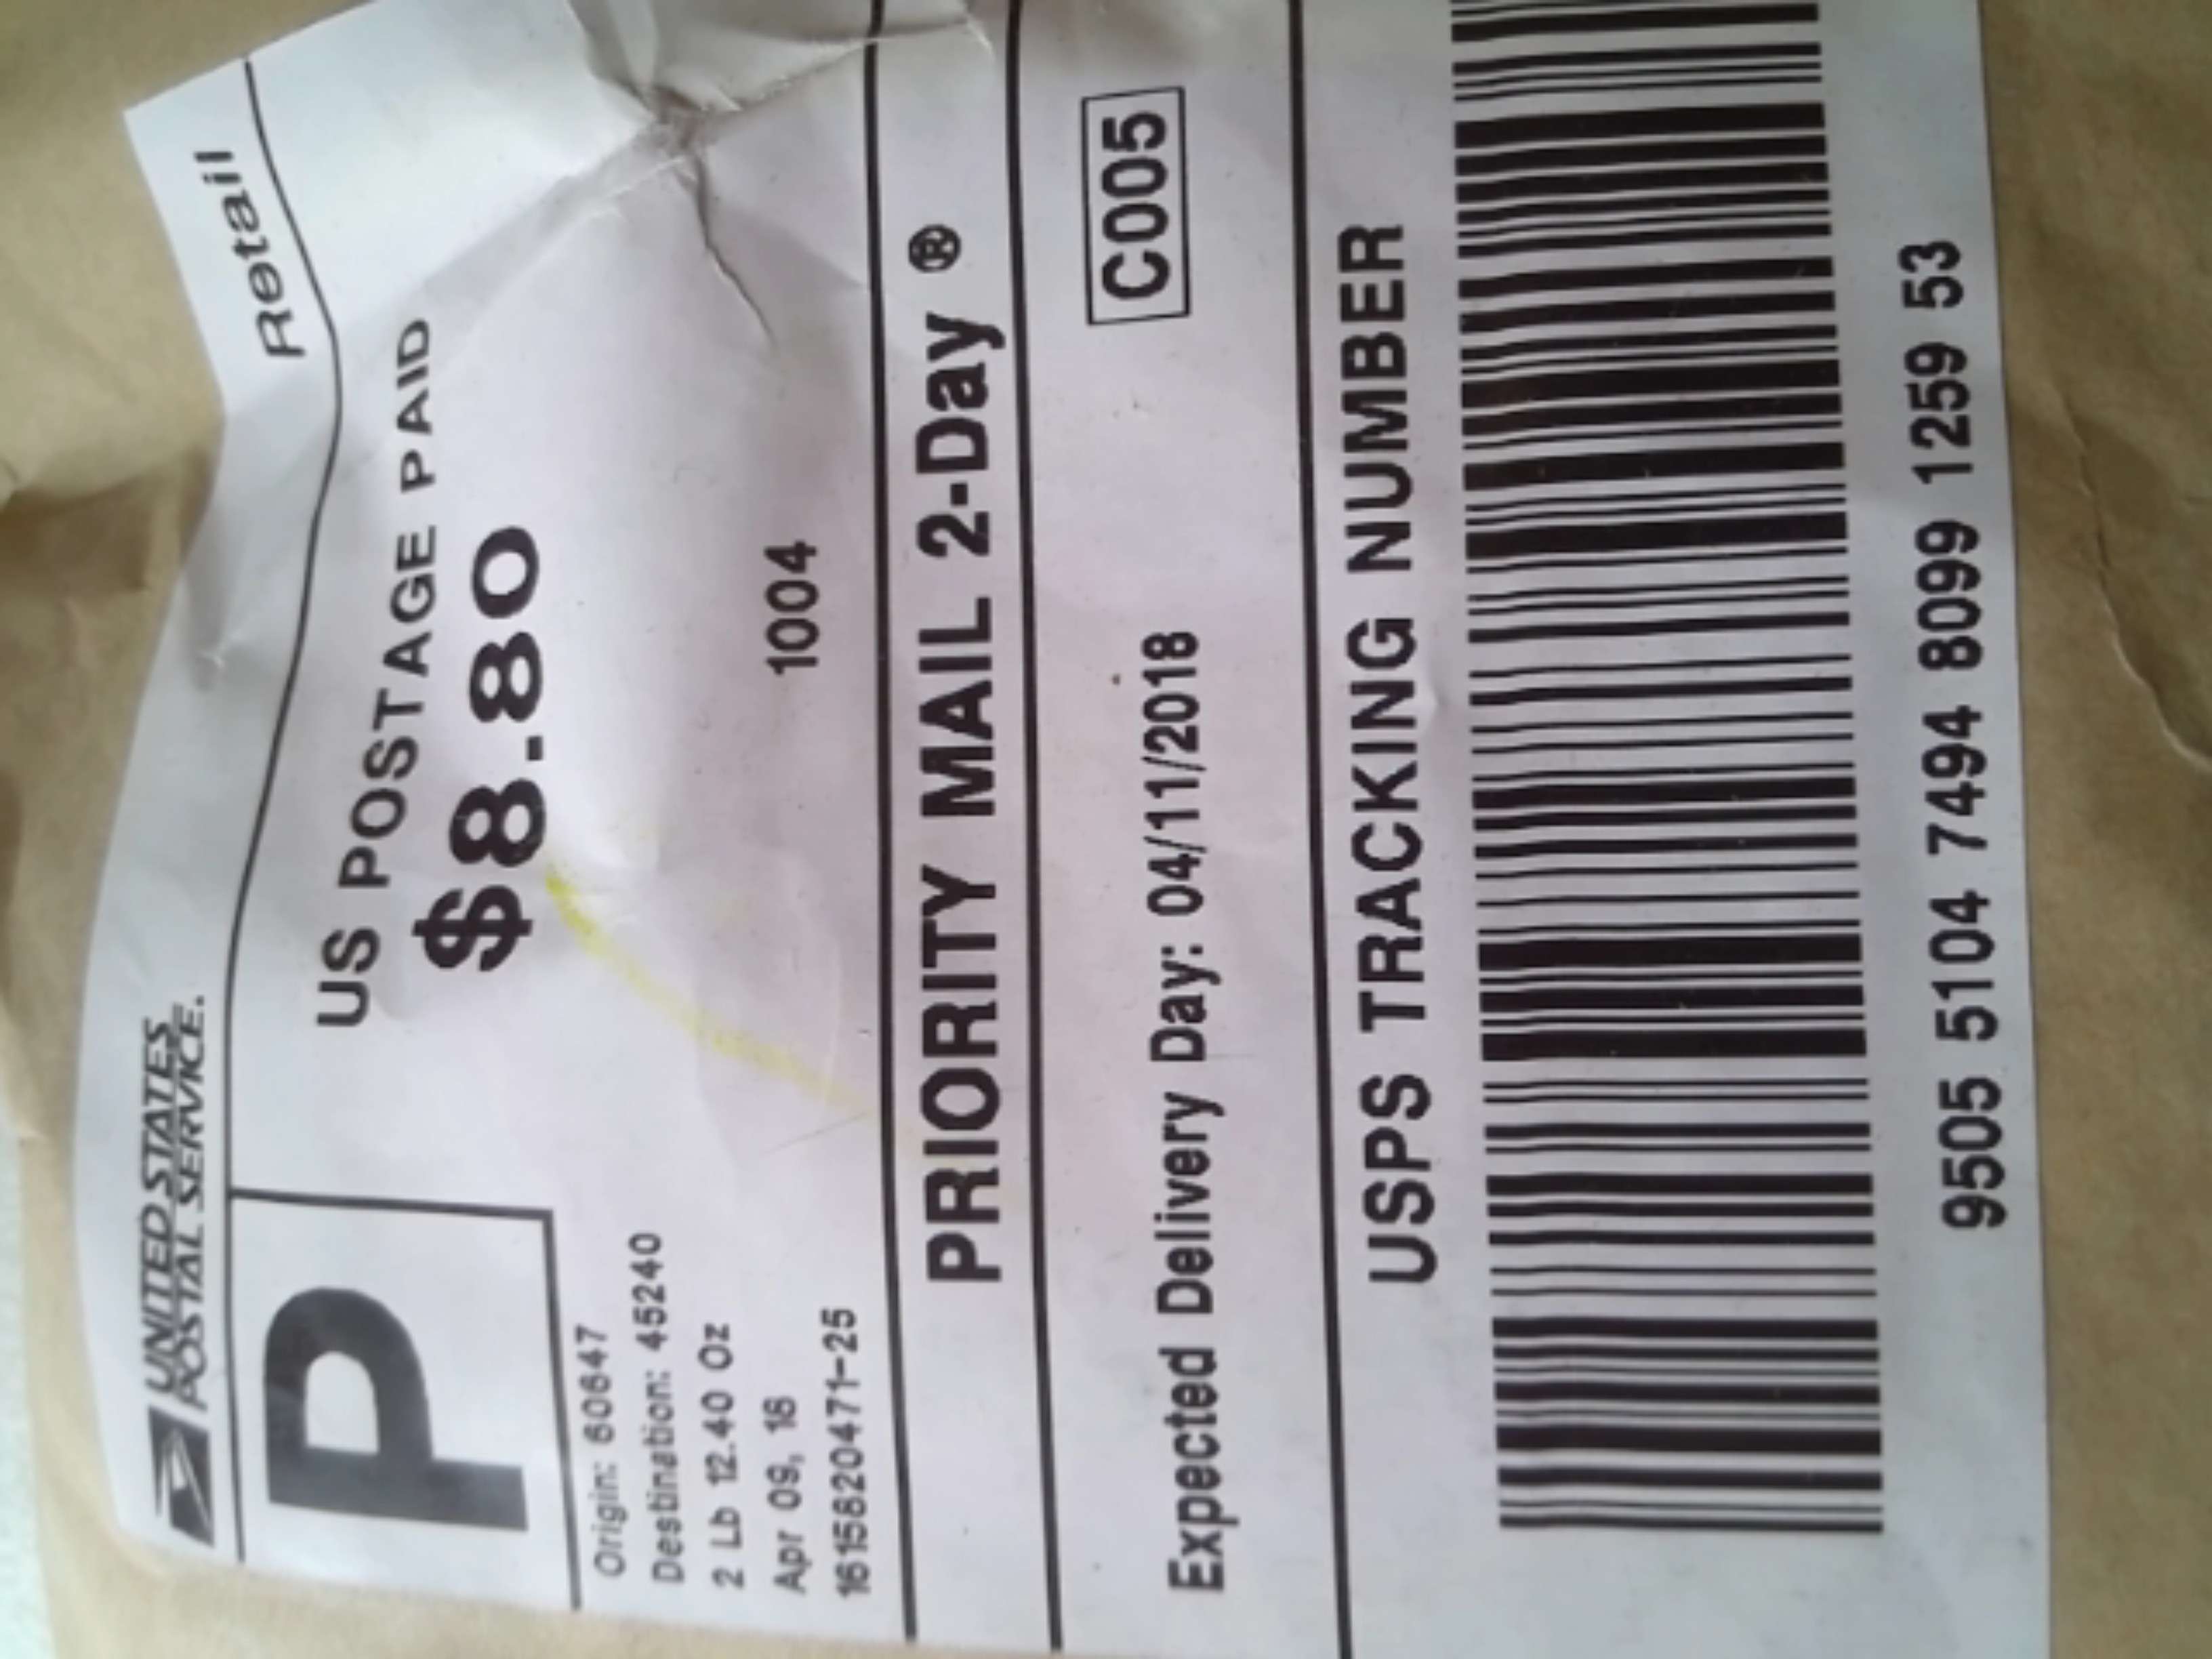 UNITED STATES
POSTAL SERVICE.
Retail
P
US POSTAGE PAID
$8.80
Origin: 60647
Destination: 45240
2 Lb 12.40 Oz
Apr 09, 18
1004
1615820471-25
PRIORITY MAIL 2-Day ®
C005
Expected Delivery Day: 04/11/2018
USPS TRACKING NUMBER
9505 5104 7494 8099 1259 53